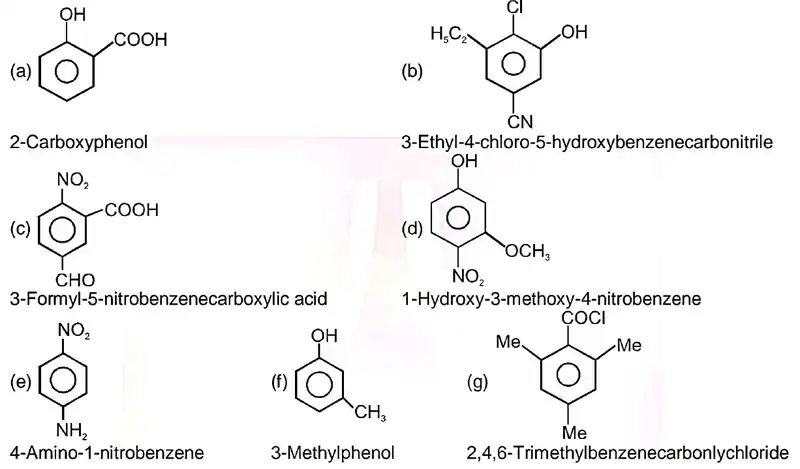 OH
COOH
(a)
2-Carboxyphenol
Cl
H₅C₂
OH
(b)
CN
3-Ethyl-4-chloro-5-hydroxybenzenecarbonitrile
NO₂
COOH
(c)
CHO
3-Formyl-5-nitrobenzenecarboxylic acid
OH
(d)
OCH₃
NO₂
1-Hydroxy-3-methoxy-4-nitrobenzene
NO₂
(e)
NH₂
4-Amino-1-nitrobenzene
OH
(f)
CH₃
3-Methylphenol
COCl
Me
Me
(g)
Me
2,4,6-Trimethylbenzenecarbonlychloride